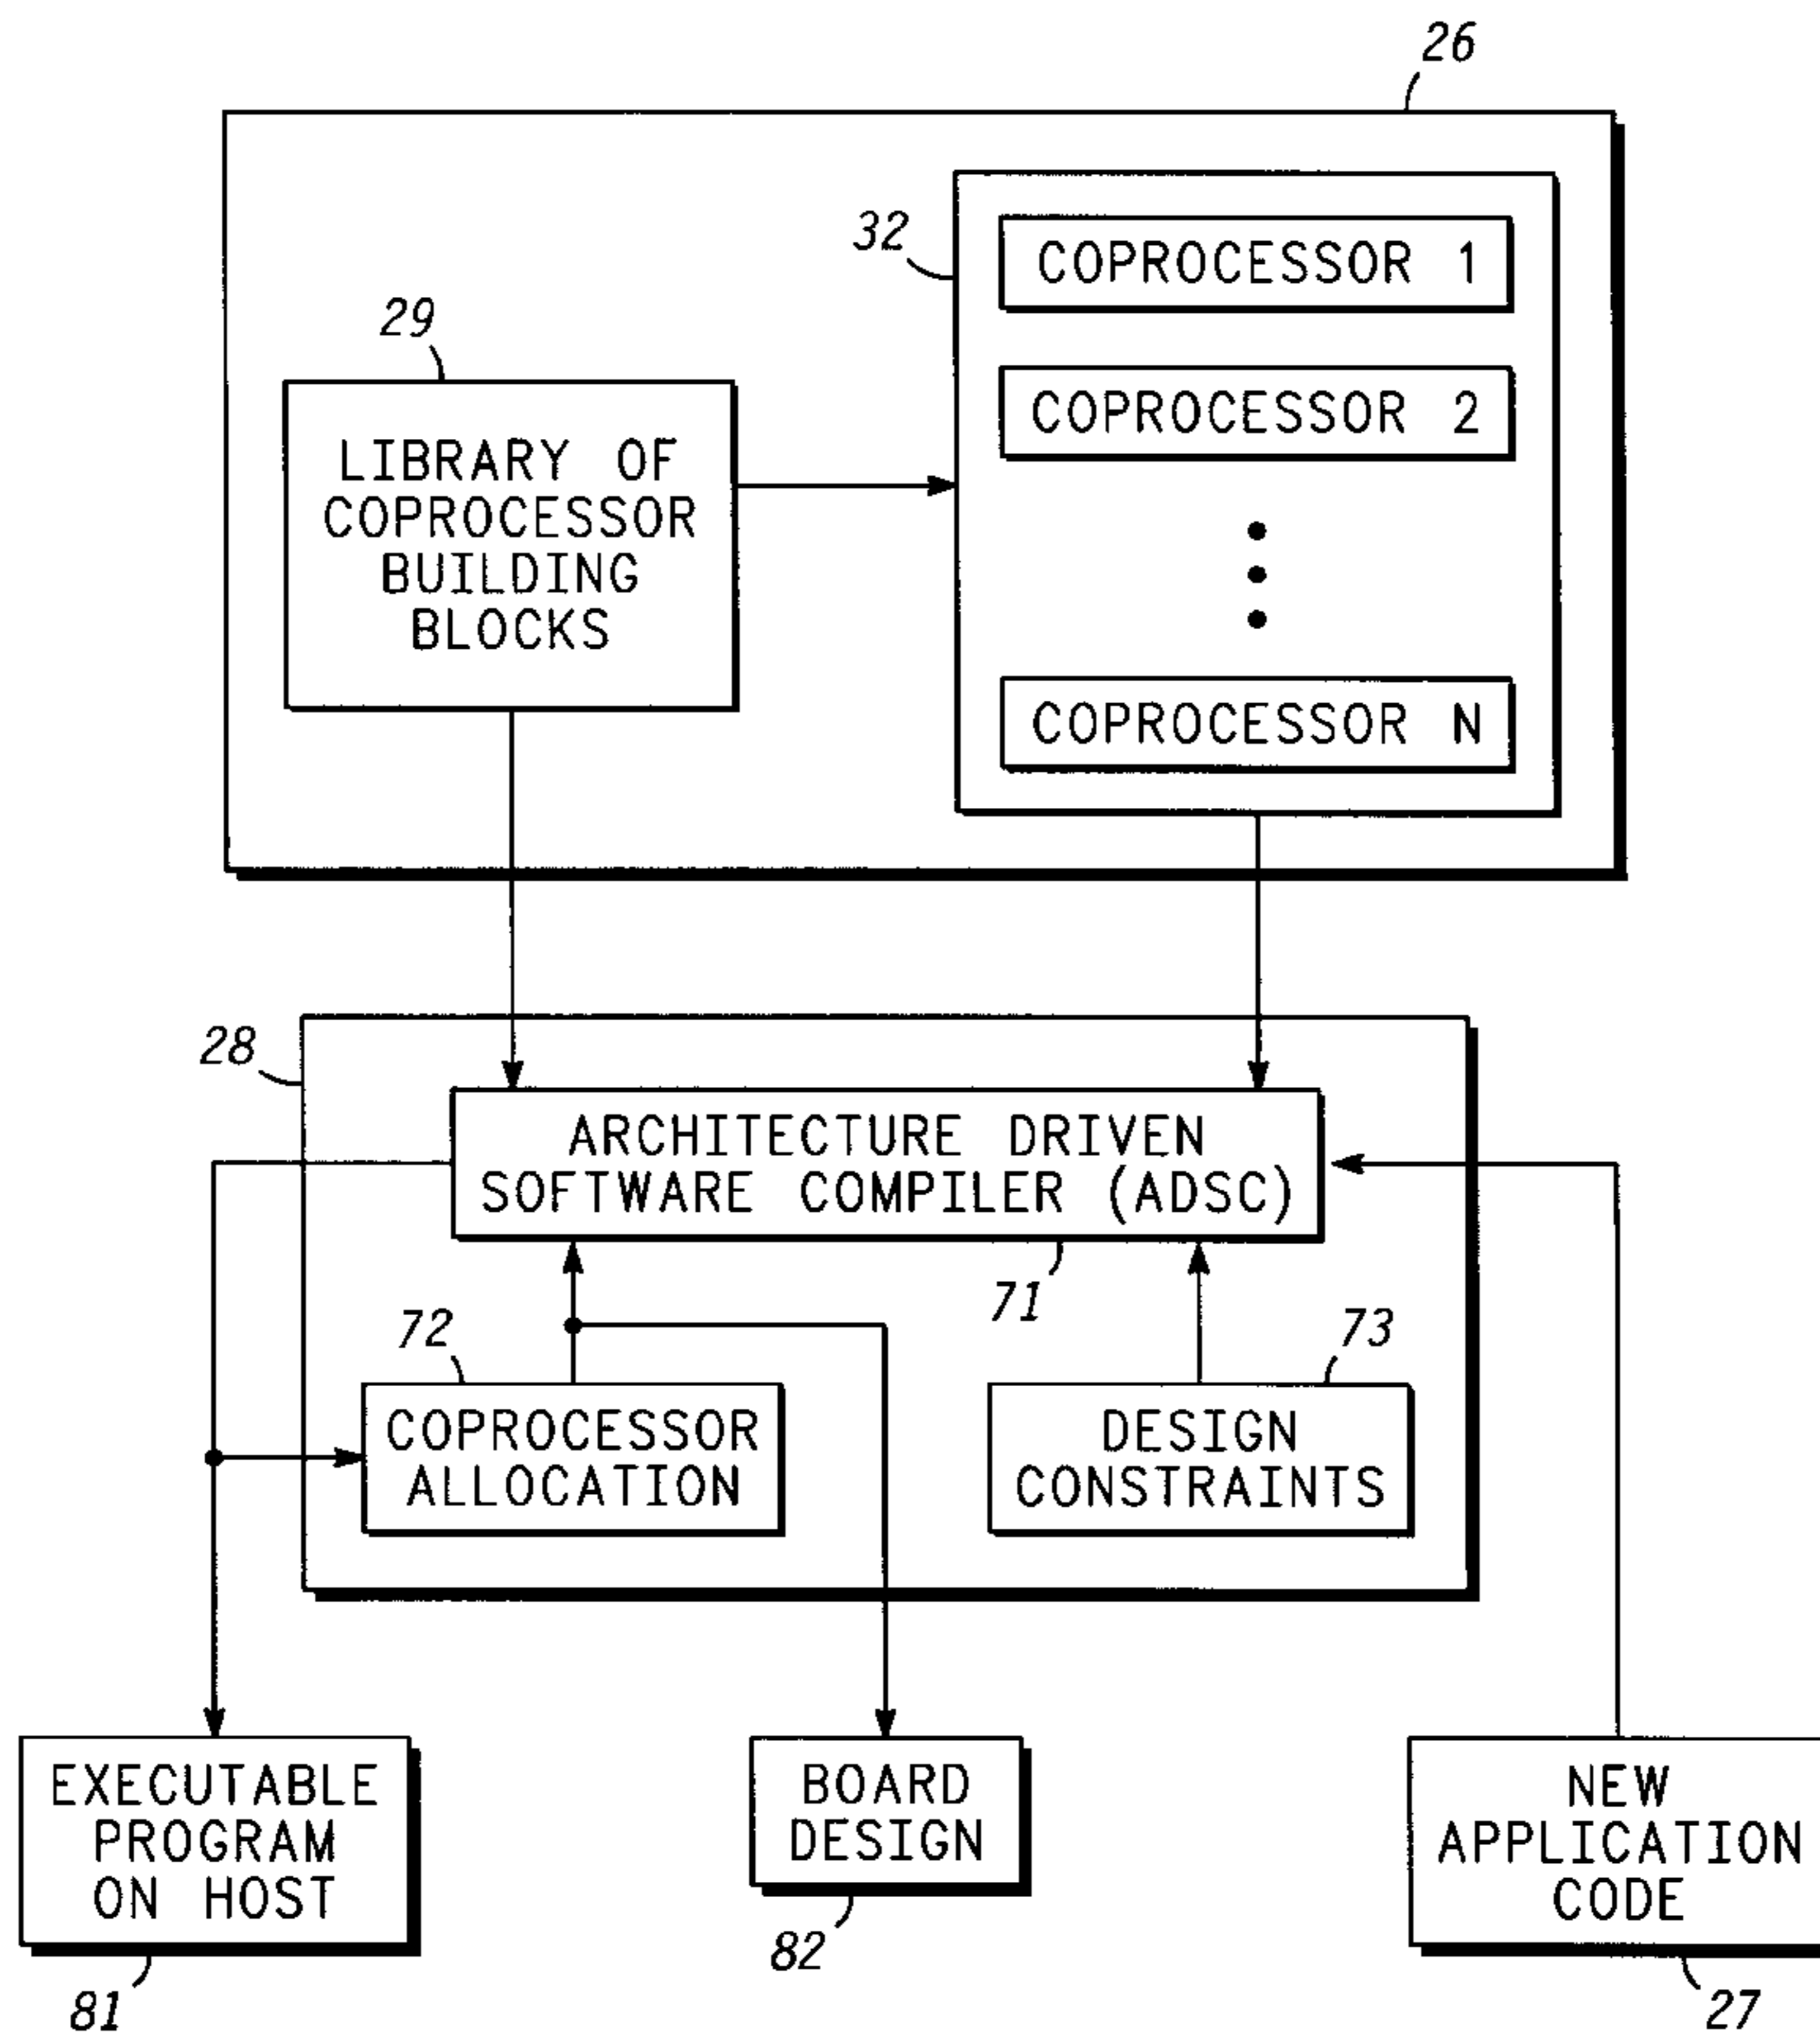 26
32
COPROCESSOR 1
29
COPROCESSOR 2
LIBRARY OF
COPROCESSOR
BUILDING
BLOCKS
COPROCESSOR N
28
ARCHITECTURE DRIVEN
SOFTWARE COMPILER (ADSC)
71
72
73
COPROCESSOR
ALLOCATION
DESIGN
CONSTRAINTS
EXECUTABLE
PROGRAM
ON HOST
BOARD
DESIGN
NEW
APPLICATION
CODE
82
81
27